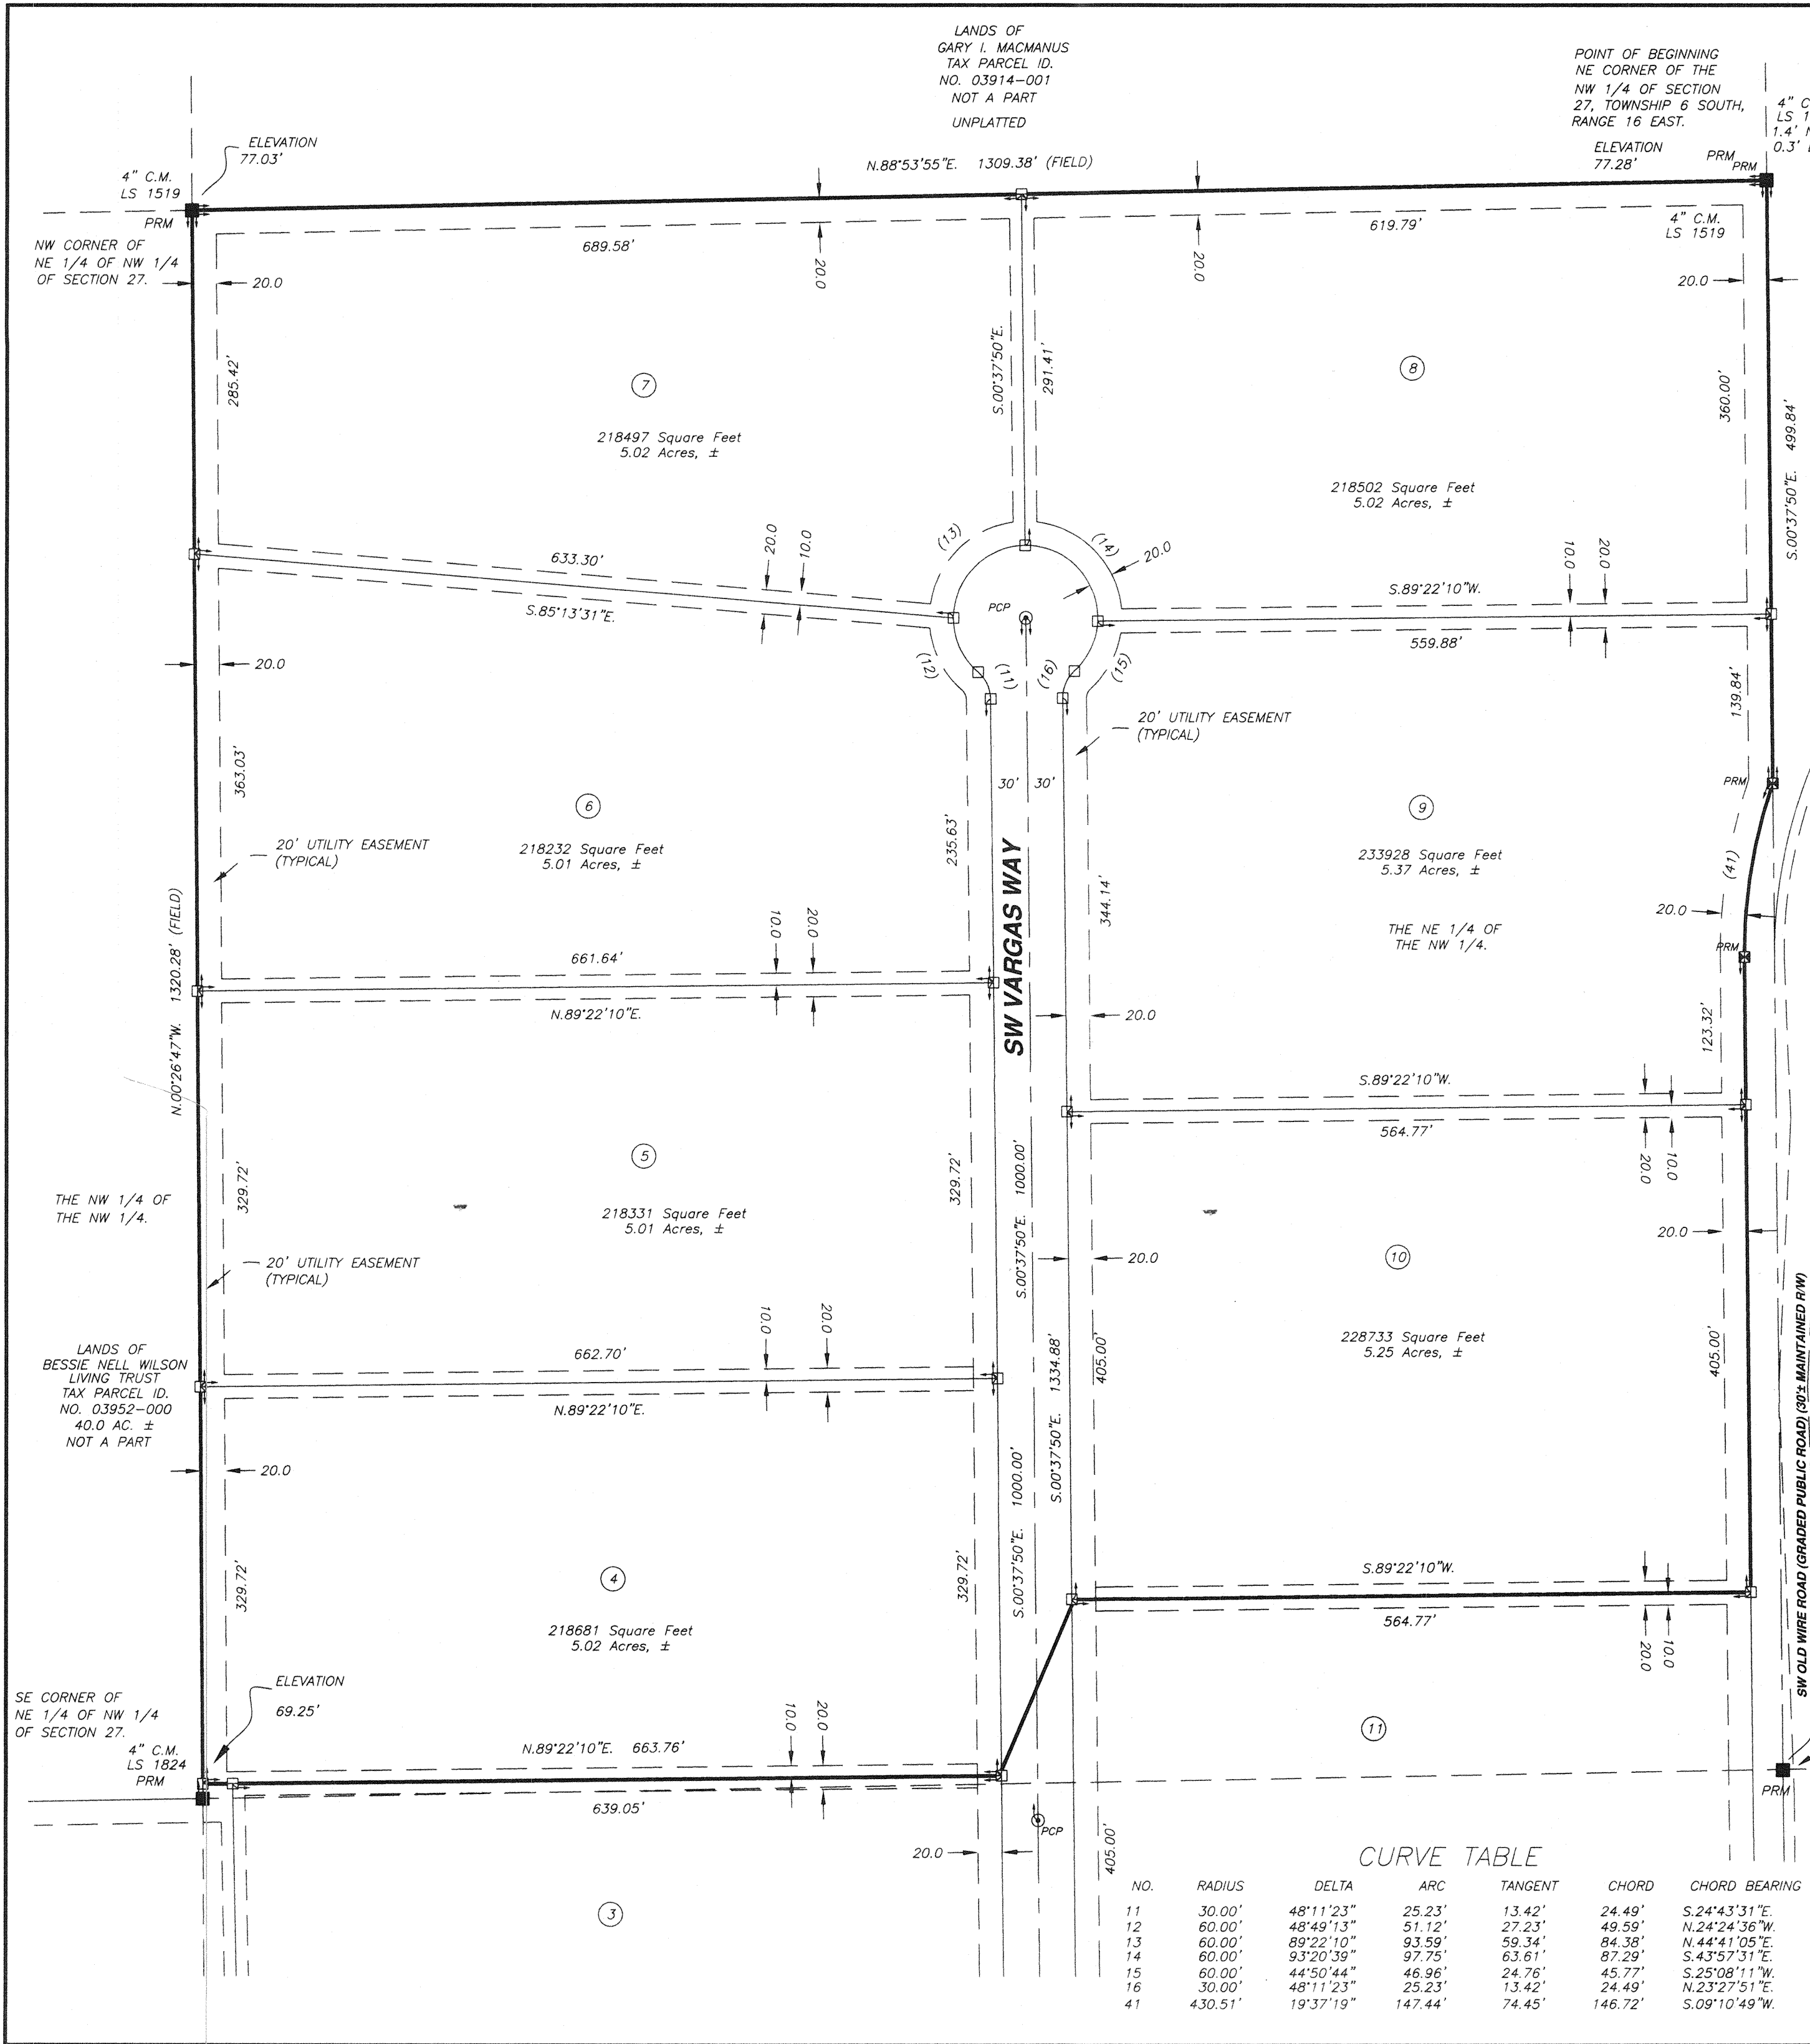 LANDS OF
GARY I. MACMANUS
TAX PARCEL ID.
NO. 03914-001
NOT A PART
UNPLATTED
POINT OF BEGINNING
NE CORNER OF THE
NW 1/4 OF SECTION
27, TOWNSHIP 6 SOUTH,
RANGE 16 EAST.
ELEVATION
77.28'
PRM
PRM
4" C
LS 1
1.4'
0.3'
ELEVATION
77.03'
4" C.M.
LS 1519
PRM
N.88°53'55"E. 1309.38' (FIELD)
NW CORNER OF
NE 1/4 OF NW 1/4
OF SECTION 27.
20.0
689.58'
20.0
20.0
619.79'
4" C.M.
LS 1519
20.0
285.42'
S.00°37'50"E.
291.41'
360.00'
S.00°37'50"E. 499.84'
7
218497 Square Feet
5.02 Acres, ±
8
218502 Square Feet
5.02 Acres, ±
(13)
(14)
20.0
633.30'
20.0
10.0
S.85°13'31"E.
PCP
S.89°22'10"W.
10.0
20.0
559.88'
20.0
(12)
(11)
(16)
(15)
139.84'
20' UTILITY EASEMENT
(TYPICAL)
363.03'
30'
30'
PRM
6
218232 Square Feet
5.01 Acres, ±
20' UTILITY EASEMENT
(TYPICAL)
235.63'
SW VARGAS WAY
344.14'
9
233928 Square Feet
5.37 Acres, ±
(41)
20.0
THE NE 1/4 OF
THE NW 1/4.
PRM
N.00°26'47"W. 1320.28' (FIELD)
661.64'
10.0
20.0
N.89°22'10"E.
20.0
123.32'
S.89°22'10"W.
564.77'
20.0
10.0
THE NW 1/4 OF
THE NW 1/4.
329.72'
5
218331 Square Feet
5.01 Acres, ±
329.72'
S.00°37'50"E. 1000.00'
20.0
20.0
10
228733 Square Feet
5.25 Acres, ±
20' UTILITY EASEMENT
(TYPICAL)
LANDS OF
BESSIE NELL WILSON
LIVING TRUST
TAX PARCEL ID.
NO. 03952-000
40.0 AC. ±
NOT A PART
662.70'
10.0
20.0
N.89°22'10"E.
S.00°37'50"E. 1334.88'
405.00'
405.00'
SW OLD WIRE ROAD (GRADED PUBLIC ROAD) (30'± MAINTAINED R/W)
20.0
329.72'
4
218681 Square Feet
5.02 Acres, ±
329.72'
S.00°37'50"E. 1000.00'
S.89°22'10"W.
564.77'
20.0
10.0
SE CORNER OF
NE 1/4 OF NW 1/4
OF SECTION 27.
4" C.M.
LS 1824
PRM
ELEVATION
69.25'
N.89°22'10"E. 663.76'
10.0
20.0
639.05'
11
PRM
PCP
20.0
405.00'
3
CURVE TABLE
NO. RADIUS DELTA ARC TANGENT CHORD CHORD BEARING
11 30.00' 48°11'23" 25.23' 13.42' 24.49' S.24°43'31"E.
12 60.00' 48°49'13" 51.12' 27.23' 49.59' N.24°24'36"W.
13 60.00' 89°22'10" 93.59' 59.34' 84.38' N.44°41'05"E.
14 60.00' 93°20'39" 97.75' 63.61' 87.29' S.43°57'31"E.
15 60.00' 44°50'44" 46.96' 24.76' 45.77' S.25°08'11"W.
16 30.00' 48°11'23" 25.23' 13.42' 24.49' N.23°27'51"E.
41 430.51' 19°37'19" 147.44' 74.45' 146.72' S.09°10'49"W.